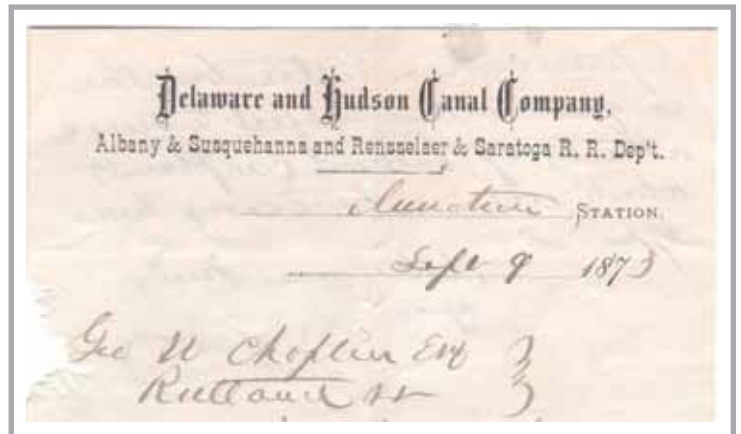 Delaware and Hudson Canal Company,
Albany & Susquehanna and Rensselaer & Saratoga R. R. Dep't.
Junction STATION.
Sept 9 1873
Geo W Chaplin Esq }
Rutland Vt }